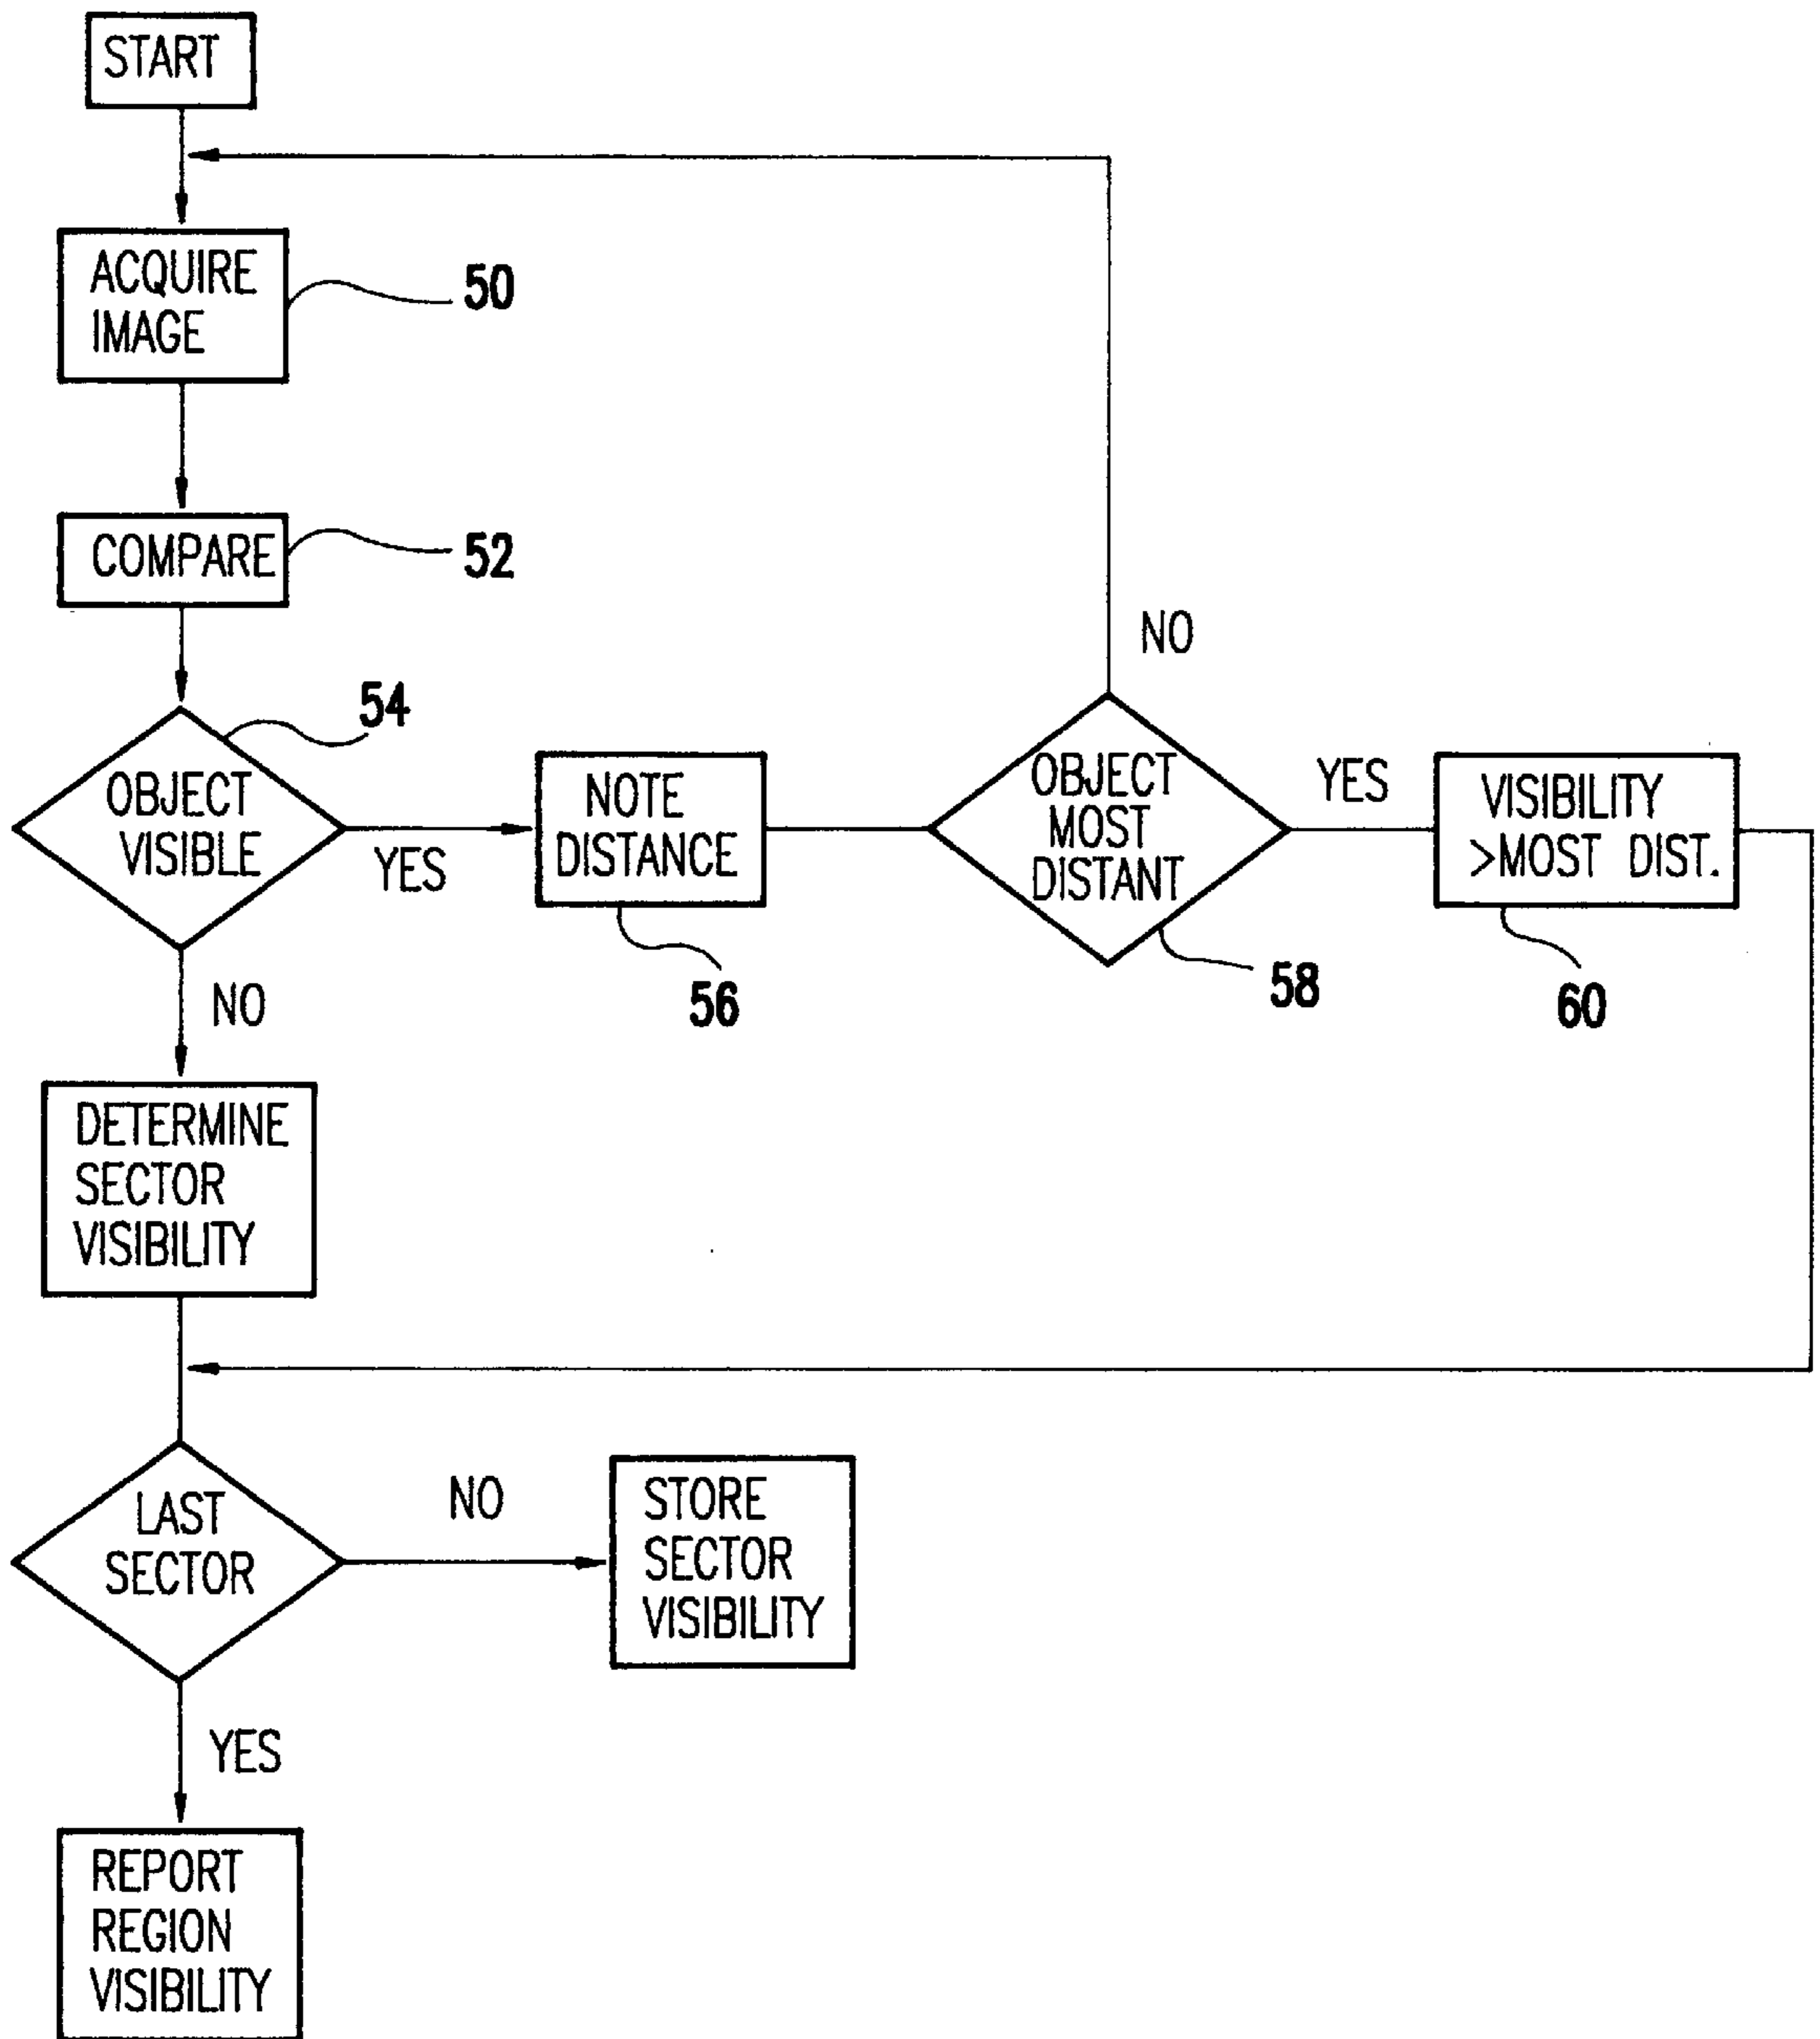 START
ACQUIRE
IMAGE
50
COMPARE
52
NO
54
OBJECT
VISIBLE
YES
NOTE
DISTANCE
56
OBJECT
MOST
DISTANT
58
YES
VISIBILITY
>MOST DIST.
60
NO
DETERMINE
SECTOR
VISIBILITY
LAST
SECTOR
NO
STORE
SECTOR
VISIBILITY
YES
REPORT
REGION
VISIBILITY